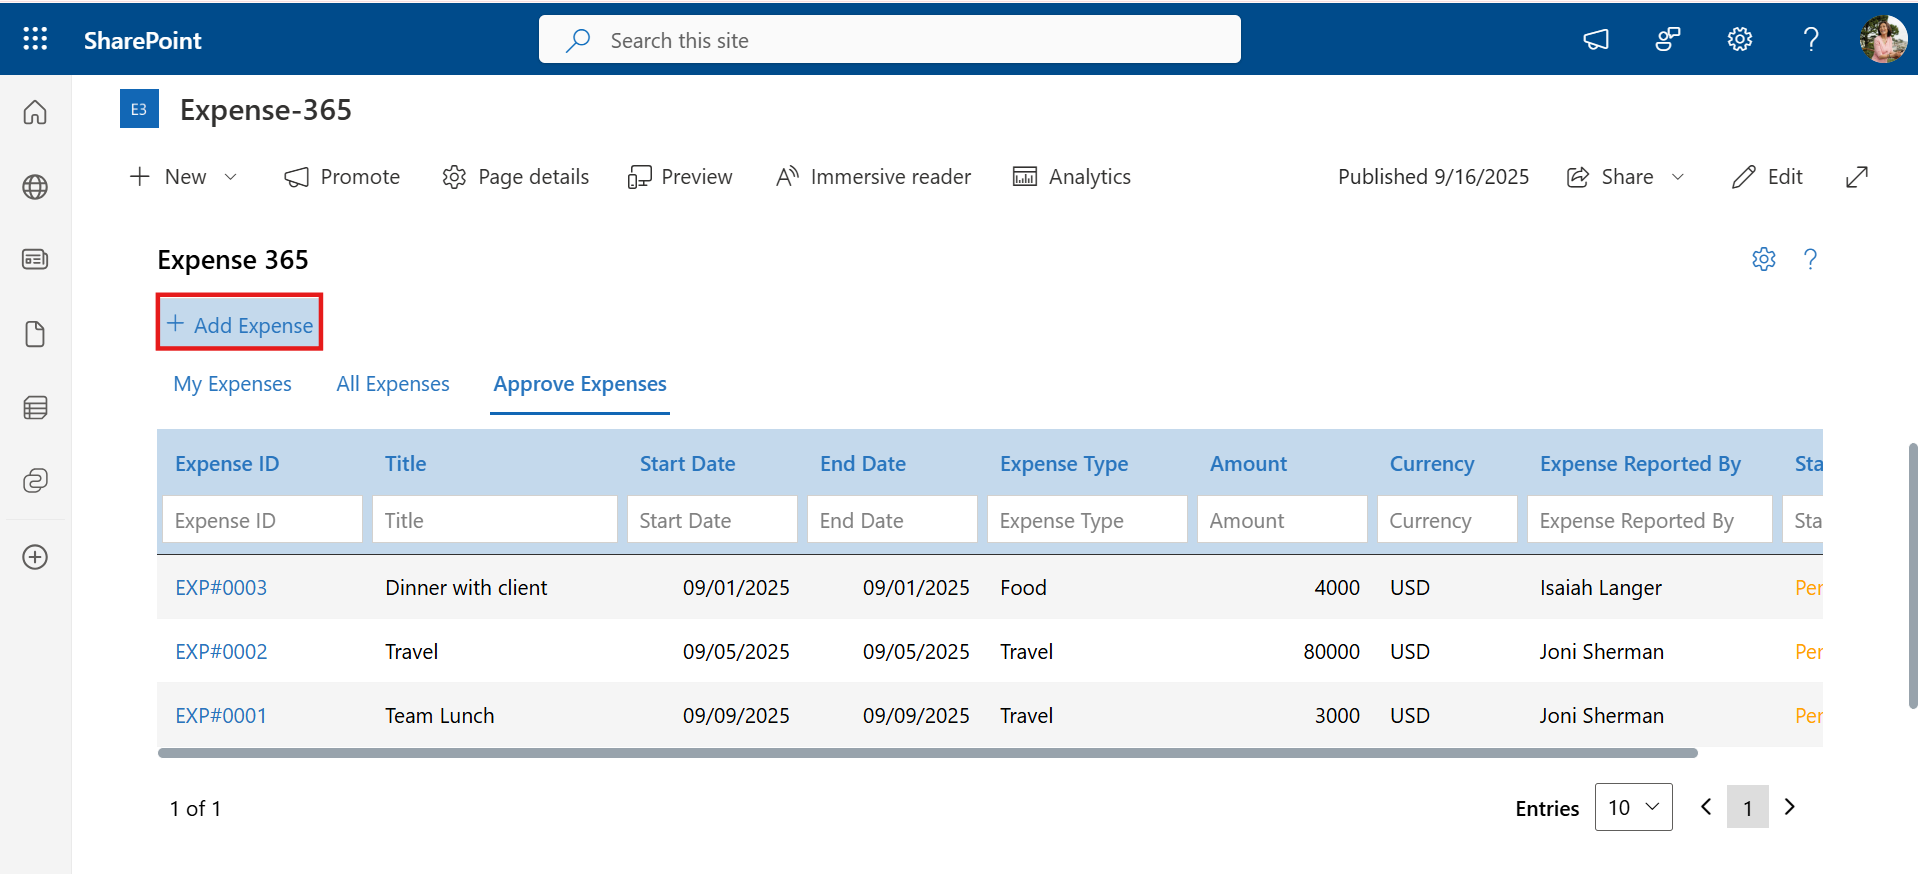 SharePoint
Search this site
?
E3
Expense-365
New
Promote
Page details
Preview
Immersive reader
Analytics
Published 9/16/2025
Share
Edit
Expense 365
?
+ Add Expense
My Expenses
All Expenses
Approve Expenses
Expense ID Title Start Date End Date Expense Type Amount Currency Expense Reported By Sta
Expense ID Title Start Date End Date Expense Type Amount Currency Expense Reported By Sta
EXP#0003 Dinner with client 09/01/2025 09/01/2025 Food 4000 USD Isaiah Langer Per
EXP#0002 Travel 09/05/2025 09/05/2025 Travel 80000 USD Joni Sherman Per
EXP#0001 Team Lunch 09/09/2025 09/09/2025 Travel 3000 USD Joni Sherman Per
1 of 1
Entries 10 1